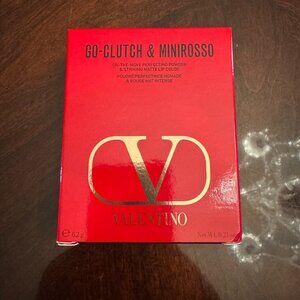 GO-CLUTCH & MINIROSSO
ON-THE-MOVE PERFECTING POWDER
& STRIKING MATTE LIP COLOR
POUDRE PERFECTRICE NOMADE
& ROUGE MAT INTENSE
V
VALENTINO
℮ 6.2 g Net Wt. 0.21 oz